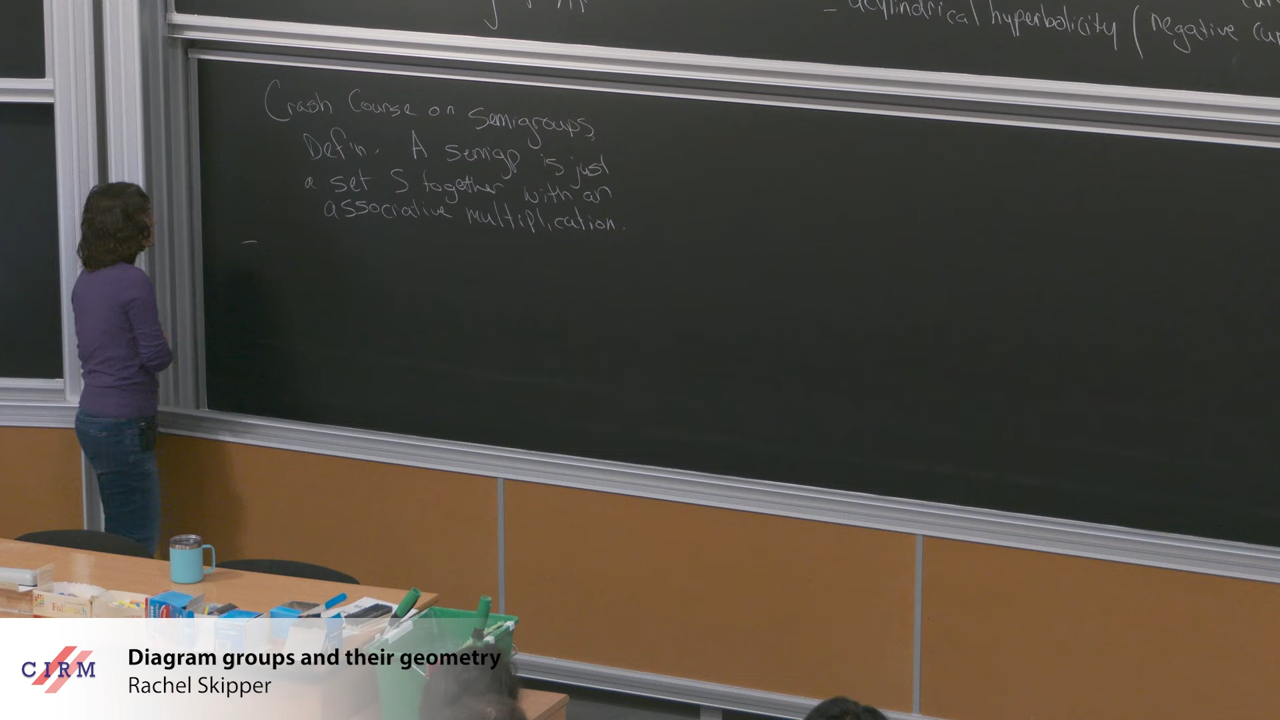 - acylindrical hyperbolicity (negative cu
Crash Course on Semigroups
Def'n. A semigp is just
a set S together with an
associative multiplication.
CIRM
Diagram groups and their geometry
Rachel Skipper